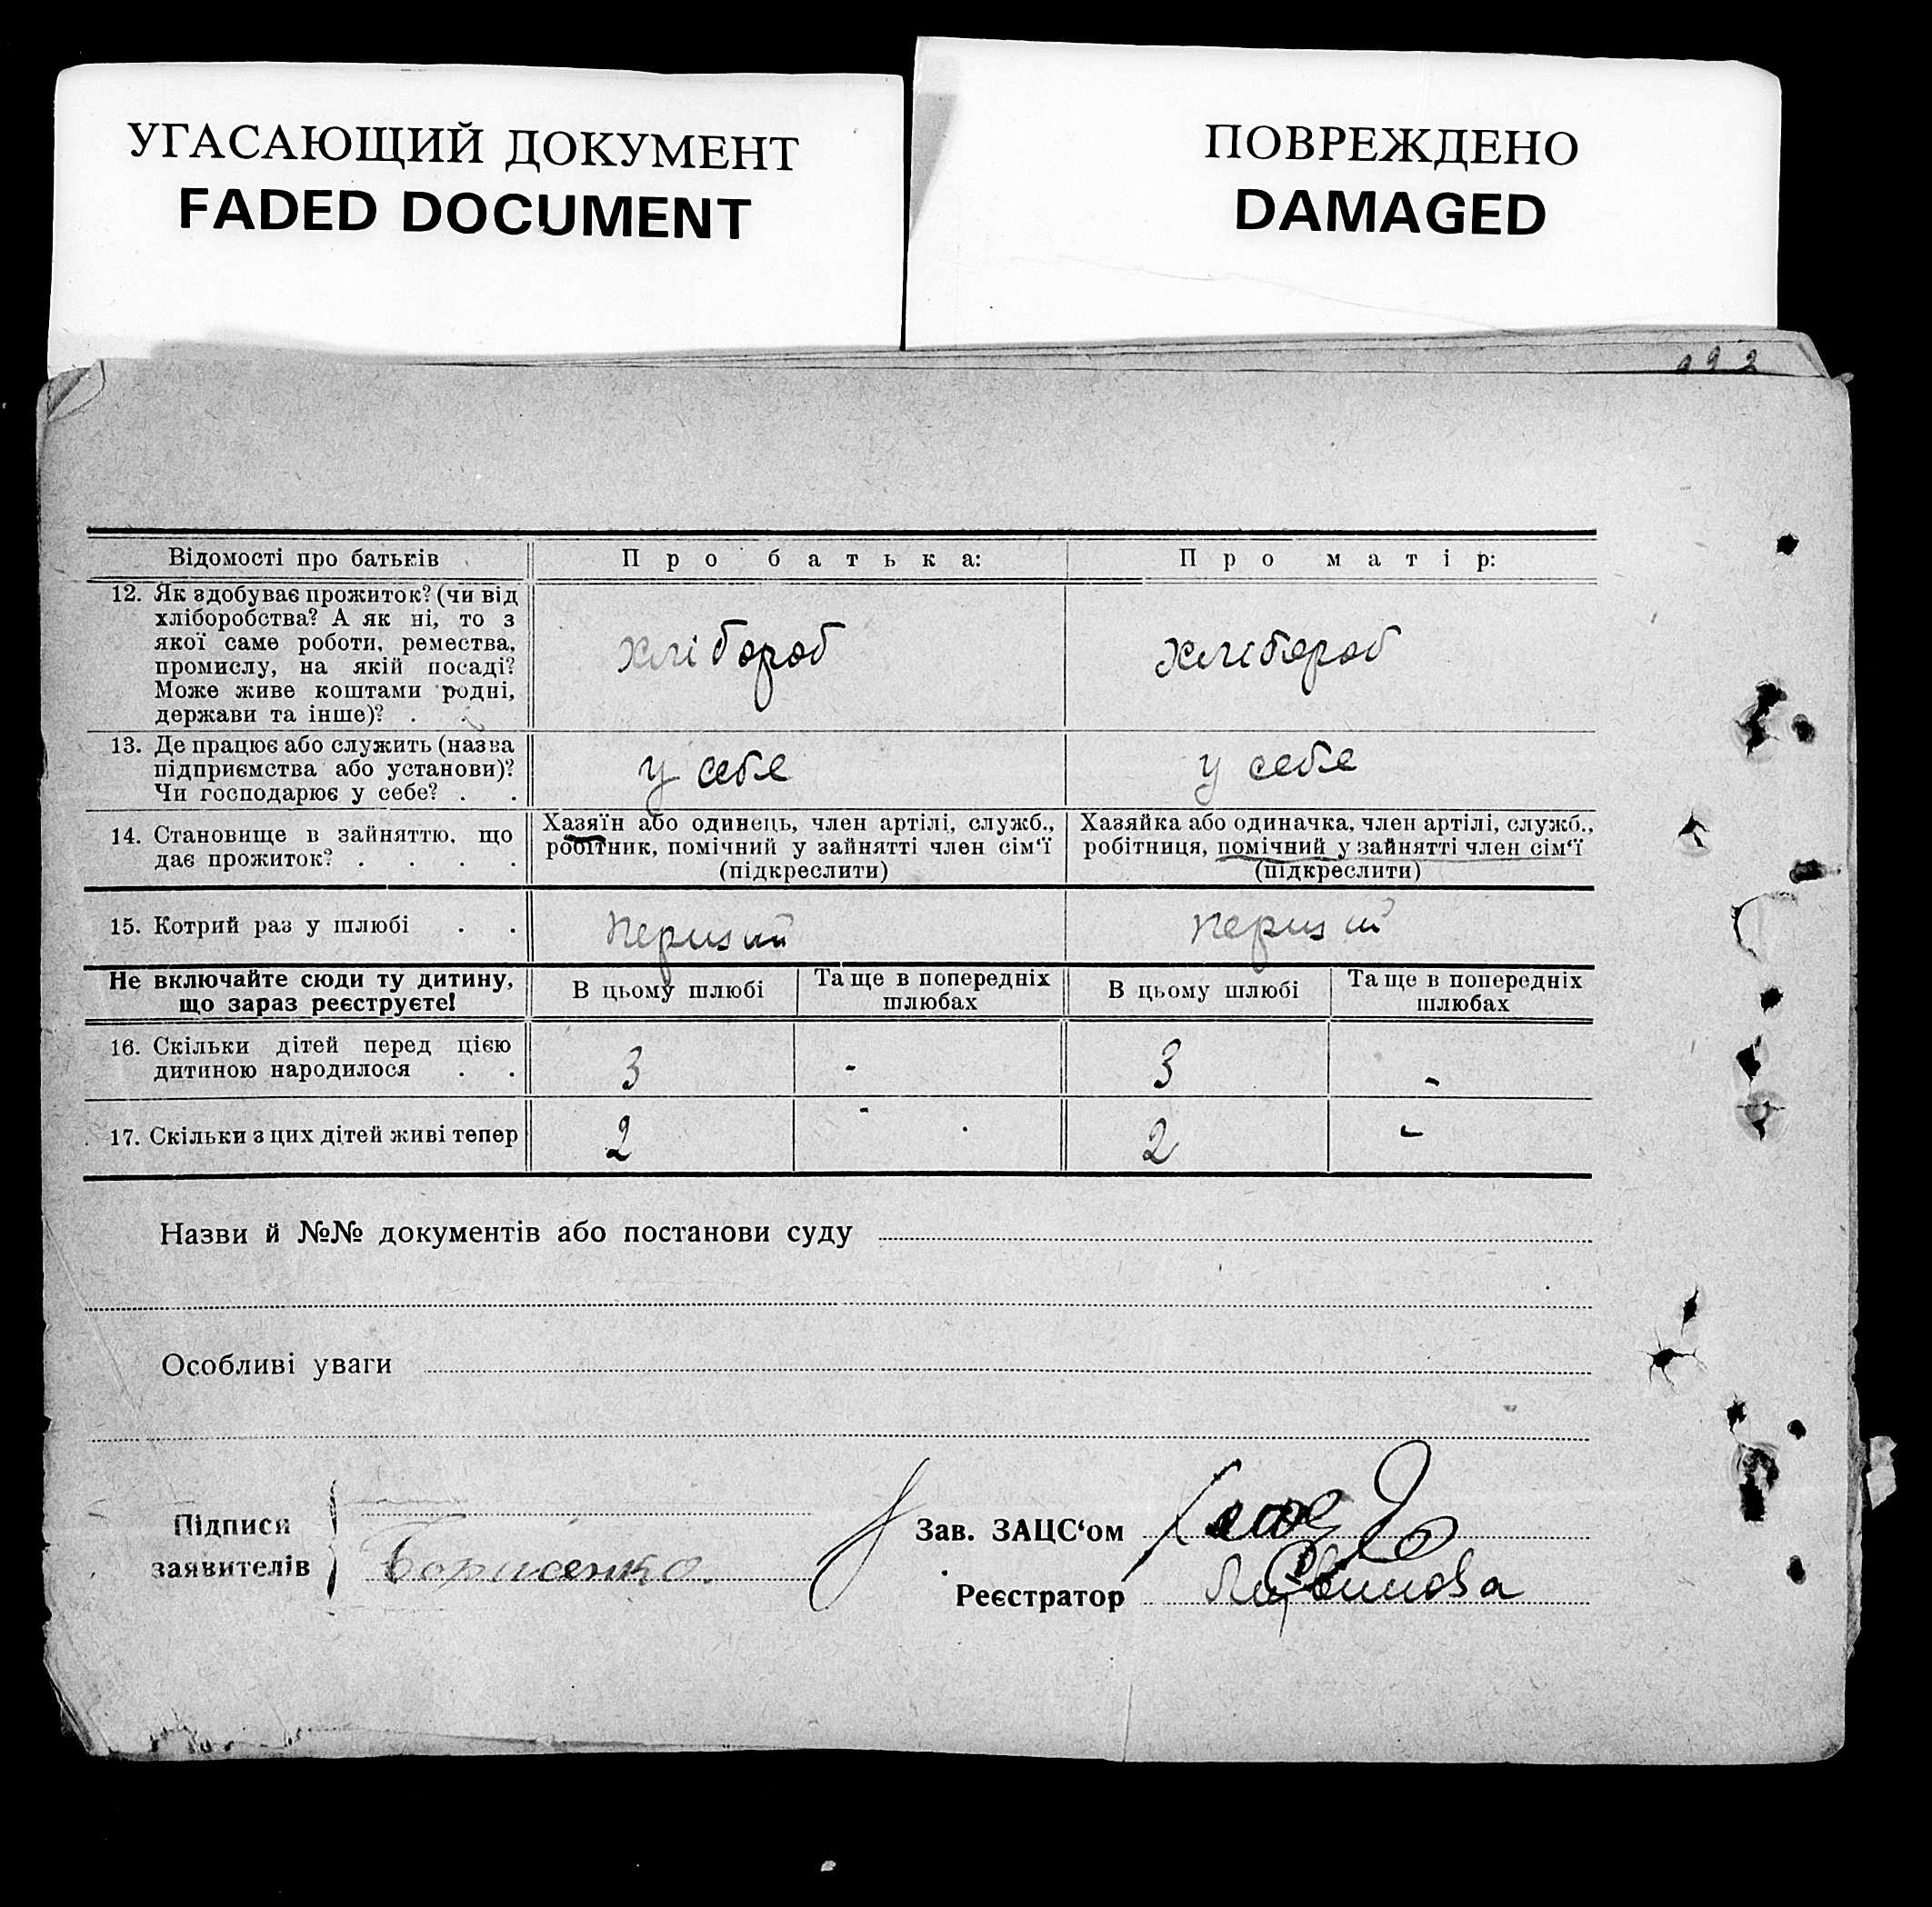 УГАСАЮЩИЙ ДОКУМЕНТ
FADED DOCUMENT
ПОВРЕЖДЕНО
DAMAGED
Відомості про батьків
Про батька:
Про матір:
12. Як здобуває прожиток? (чи від
хліборобства? А як ні, то з
якої саме роботи, ремества,
промислу, на якій посаді?
Може живе коштами родні,
держави та інше)? . .
хлібороб
хлібороб
13. Де працює або служить (назва
підприємства або установи)?
Чи господарює у себе? . .
у себе
у себе
14. Становище в зайняттю, що
дає прожиток? . . . .
Хазяїн або одинець, член артілі, служб.,
робітник, помічний у зайнятті член сім‘ї
(підкреслити)
Хазяйка або одиначка, член артілі, служб.,
робітниця, помічний у зайнятті член сім‘ї
(підкреслити)
15. Котрий раз у шлюбі . .
перший
перший
Не включайте сюди ту дитину,
що зараз реєструєте!
В цьому шлюбі
Та ще в попередніх
шлюбах
В цьому шлюбі
Та ще в попередніх
шлюбах
16. Скільки дітей перед цією
дитиною народилося . .
3
-
3
-
17. Скільки з цих дітей живі тепер
2
-
2
-
Назви й №№ документів або постанови суду
Особливі уваги
Підписи
заявителів
Борисенко.
Зав. ЗАЦС‘ом
Реєстратор